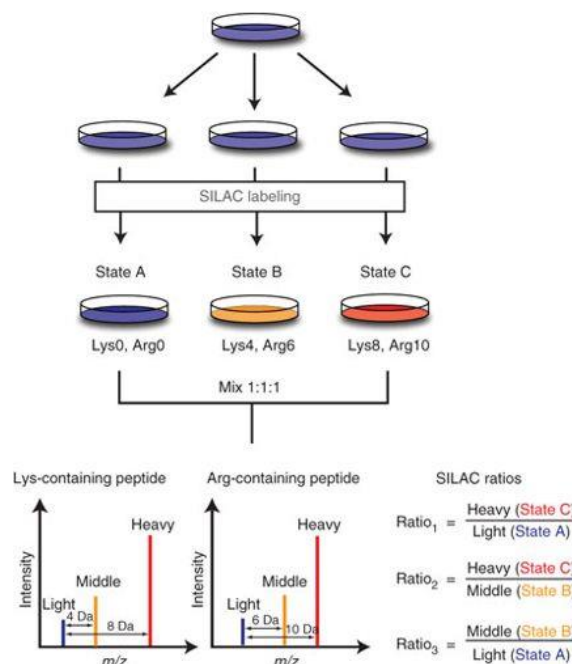 SILAC labeling
State A
State B
State C
Lys0, Arg0
Lys4, Arg6
Lys8, Arg10
Mix 1:1:1
Lys-containing peptide
Intensity
Light
Middle
Heavy
4 Da
8 Da
m/z
Arg-containing peptide
Intensity
Light
Middle
Heavy
6 Da
10 Da
m/z
SILAC ratios
Ratio1 = Heavy (State C)
Light (State A)
Ratio2 = Heavy (State C)
Middle (State B)
Ratio3 = Middle (State B)
Light (State A)